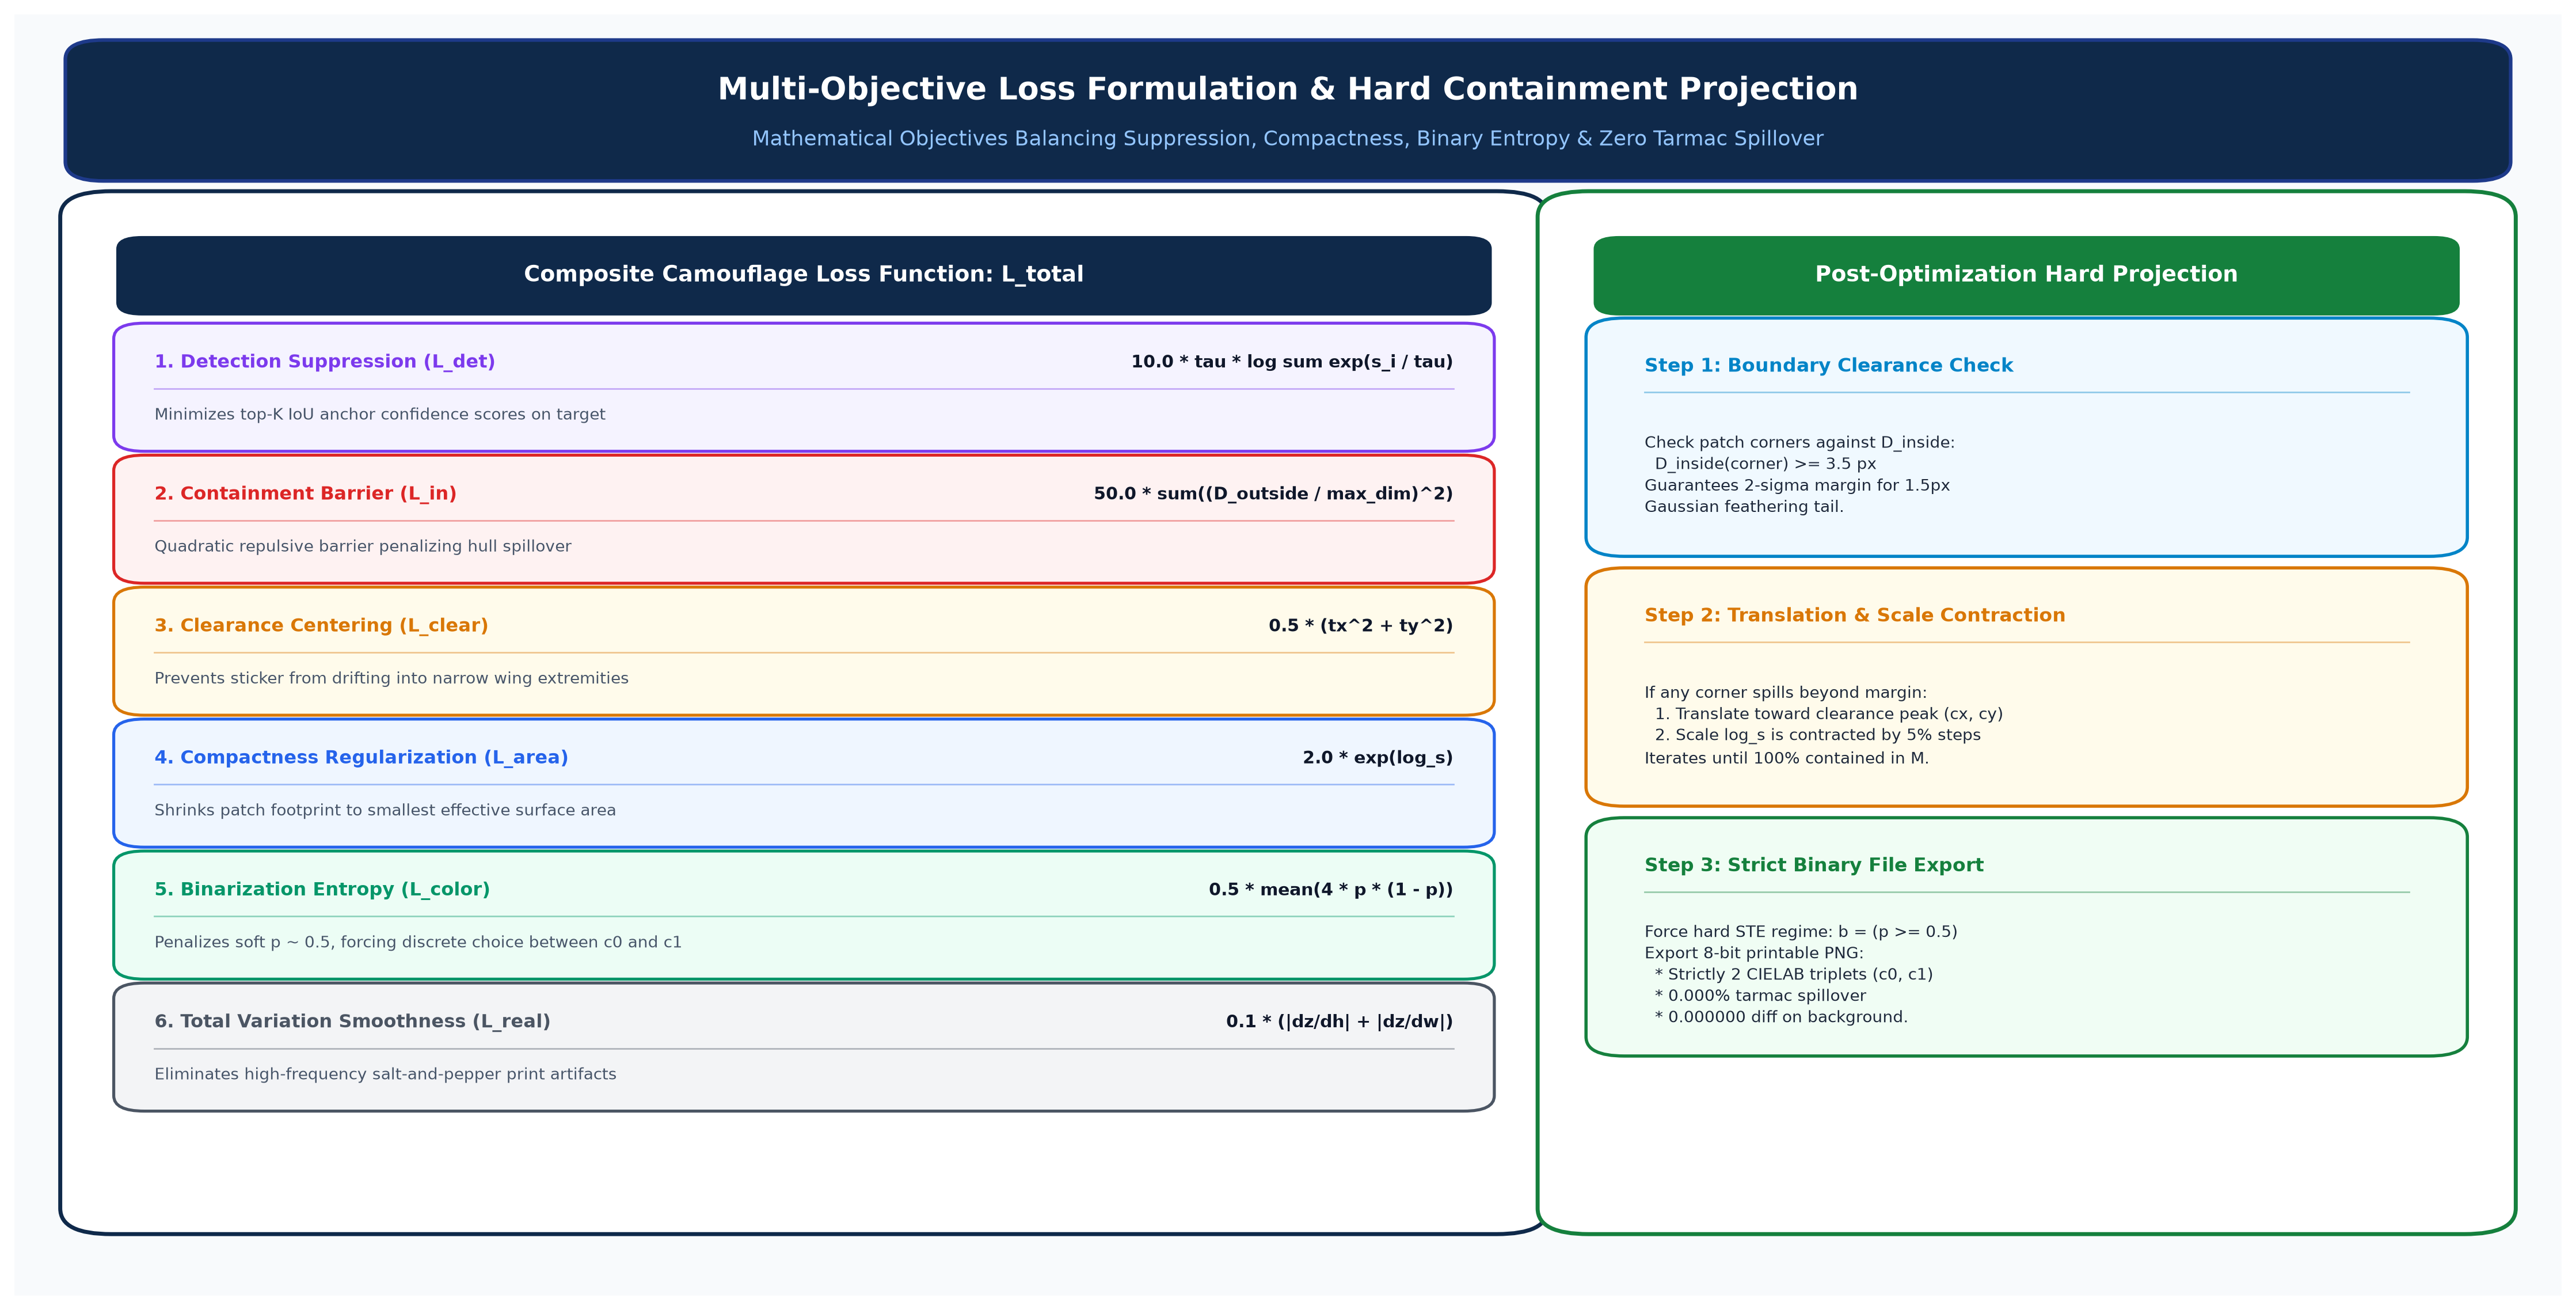 Multi-Objective Loss Formulation & Hard Containment Projection
Mathematical Objectives Balancing Suppression, Compactness, Binary Entropy & Zero Tarmac Spillover
Composite Camouflage Loss Function: L_total
1. Detection Suppression (L_det)
10.0 * tau * log sum exp(s_i / tau)
Minimizes top-K IoU anchor confidence scores on target
2. Containment Barrier (L_in)
50.0 * sum((D_outside / max_dim)^2)
Quadratic repulsive barrier penalizing hull spillover
3. Clearance Centering (L_clear)
0.5 * (tx^2 + ty^2)
Prevents sticker from drifting into narrow wing extremities
4. Compactness Regularization (L_area)
2.0 * exp(log_s)
Shrinks patch footprint to smallest effective surface area
5. Binarization Entropy (L_color)
0.5 * mean(4 * p * (1 - p))
Penalizes soft p ~ 0.5, forcing discrete choice between c0 and c1
6. Total Variation Smoothness (L_real)
0.1 * (|dz/dh| + |dz/dw|)
Eliminates high-frequency salt-and-pepper print artifacts
Post-Optimization Hard Projection
Step 1: Boundary Clearance Check
Check patch corners against D_inside:
D_inside(corner) >= 3.5 px
Guarantees 2-sigma margin for 1.5px
Gaussian feathering tail.
Step 2: Translation & Scale Contraction
If any corner spills beyond margin:
1. Translate toward clearance peak (cx, cy)
2. Scale log_s is contracted by 5% steps
Iterates until 100% contained in M.
Step 3: Strict Binary File Export
Force hard STE regime: b = (p >= 0.5)
Export 8-bit printable PNG:
* Strictly 2 CIELAB triplets (c0, c1)
* 0.000% tarmac spillover
* 0.000000 diff on background.